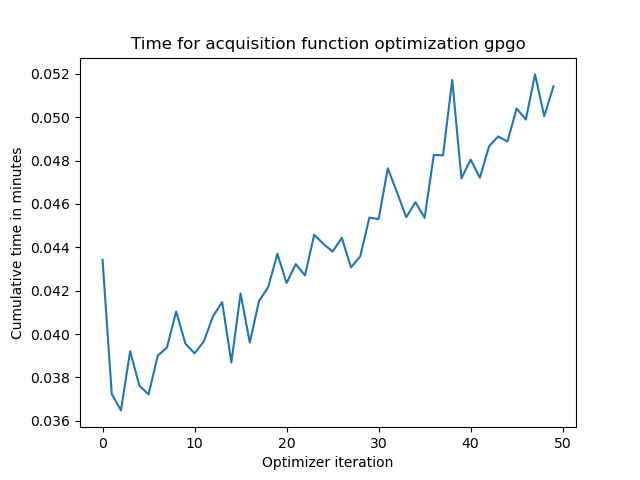 Time for acquisition function optimization gpgo
0.052
0.050
0.048
0.046
0.044
0.042
0.040
0.038
0.036
Cumulative time in minutes
0 10 20 30 40 50
Optimizer iteration